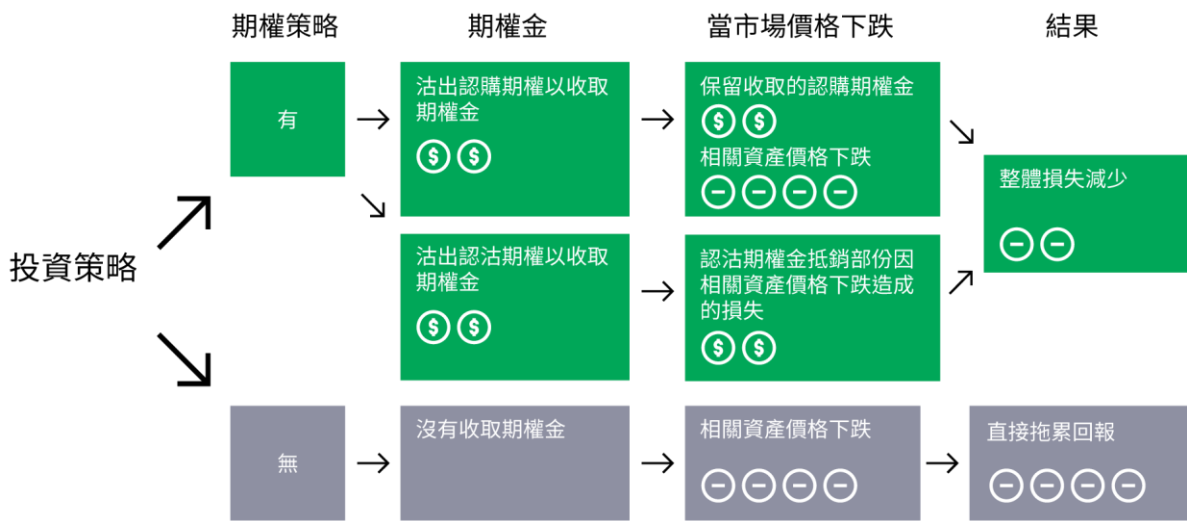 期權策略
期權金
當市場價格下跌
結果
投資策略
有
沽出認購期權以收取
期權金
$ $
保留收取的認購期權金
$ $
相關資產價格下跌
整體損失減少
沽出認沽期權以收取
期權金
$ $
認沽期權金抵銷部份因
相關資產價格下跌造成
的損失
$ $
無
沒有收取期權金
相關資產價格下跌
直接拖累回報